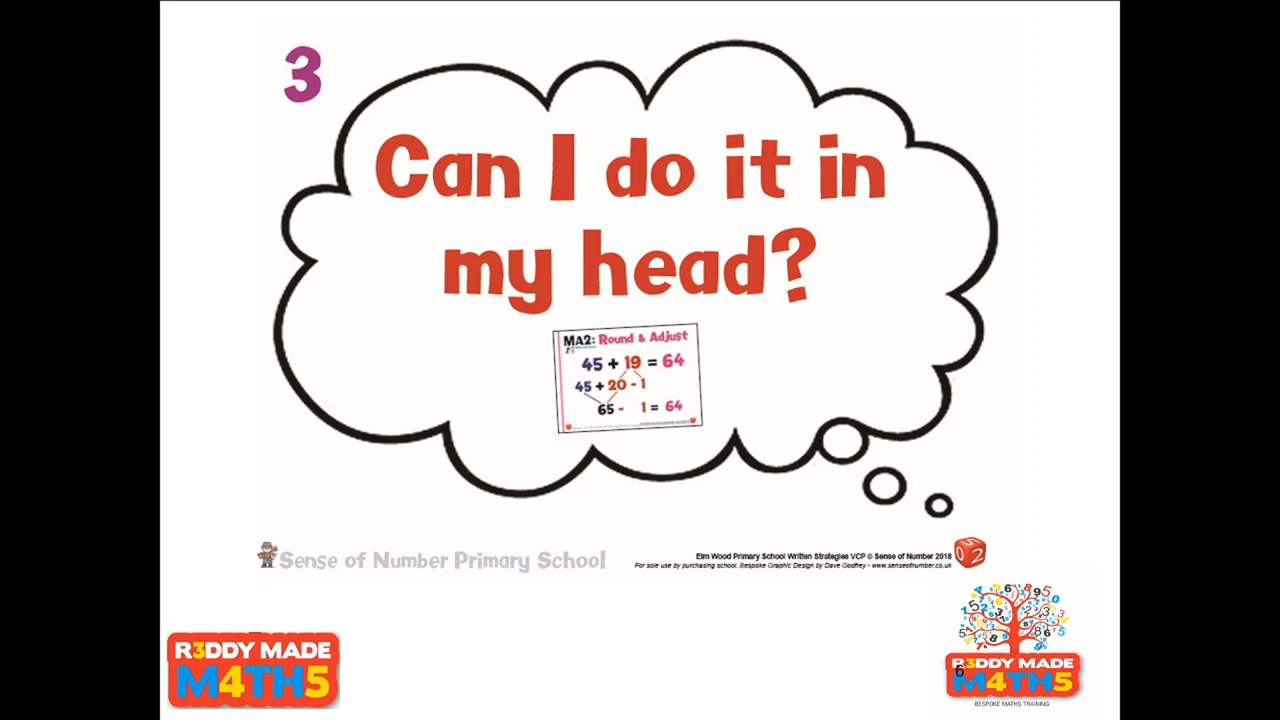 3
Can I do it in
my head?
MA2: Round & Adjust
45 + 19 = 64
45 + 20 - 1
65 - 1 = 64
Sense of Number Primary School
Elm Wood Primary School Written Strategies VCP © Sense of Number 2018
For sole use by purchasing school. Bespoke Graphic Design by Dave Godfrey - www.senseofnumber.co.uk
R3DDY MADE
M4TH5
R3DDY MADE
6
M4TH5
BESPOKE MATHS TRAINING